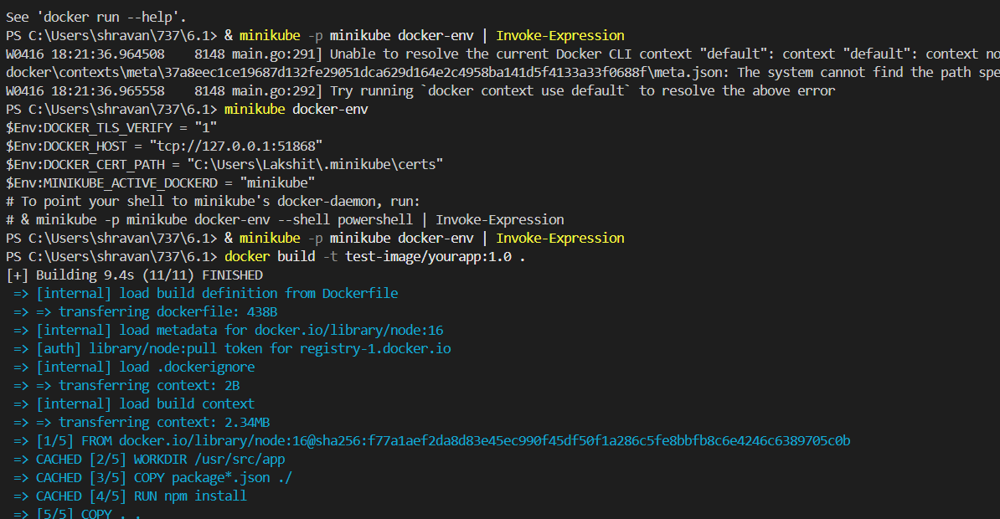 See 'docker run --help'.
PS C:\Users\shravan\737\6.1> & minikube -p minikube docker-env | Invoke-Expression
W0416 18:21:36.964508    8148 main.go:291] Unable to resolve the current Docker CLI context "default": context "default": context no
docker\contexts\meta\37a8eec1ce19687d132fe29051dca629d164e2c4958ba141d5f4133a33f0688f\meta.json: The system cannot find the path spe
W0416 18:21:36.965558    8148 main.go:292] Try running `docker context use default` to resolve the above error
PS C:\Users\shravan\737\6.1> minikube docker-env
$Env:DOCKER_TLS_VERIFY = "1"
$Env:DOCKER_HOST = "tcp://127.0.0.1:51868"
$Env:DOCKER_CERT_PATH = "C:\Users\Lakshit\.minikube\certs"
$Env:MINIKUBE_ACTIVE_DOCKERD = "minikube"
# To point your shell to minikube's docker-daemon, run:
# & minikube -p minikube docker-env --shell powershell | Invoke-Expression
PS C:\Users\shravan\737\6.1> & minikube -p minikube docker-env | Invoke-Expression
PS C:\Users\shravan\737\6.1> docker build -t test-image/yourapp:1.0 .
[+] Building 9.4s (11/11) FINISHED
 => [internal] load build definition from Dockerfile
 => => transferring dockerfile: 438B
 => [internal] load metadata for docker.io/library/node:16
 => [auth] library/node:pull token for registry-1.docker.io
 => [internal] load .dockerignore
 => => transferring context: 2B
 => [internal] load build context
 => => transferring context: 2.34MB
 => [1/5] FROM docker.io/library/node:16@sha256:f77a1aef2da8d83e45ec990f45df50f1a286c5fe8bbfb8c6e4246c6389705c0b
 => CACHED [2/5] WORKDIR /usr/src/app
 => CACHED [3/5] COPY package*.json ./
 => CACHED [4/5] RUN npm install
 => [5/5] COPY . .